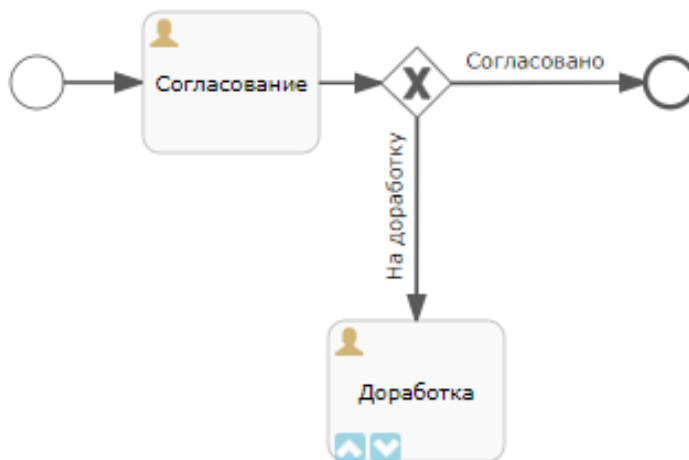 Согласование
Согласовано
На доработку
Доработка